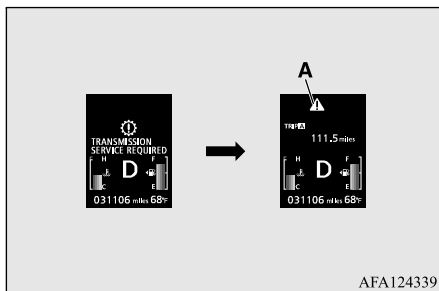 A
TRANSMISSION
SERVICE REQUIRED
H F
D
C E
031106 miles 68°F
TRIP A
111.5 miles
H F
D
C E
031106 miles 68°F
AFA124339